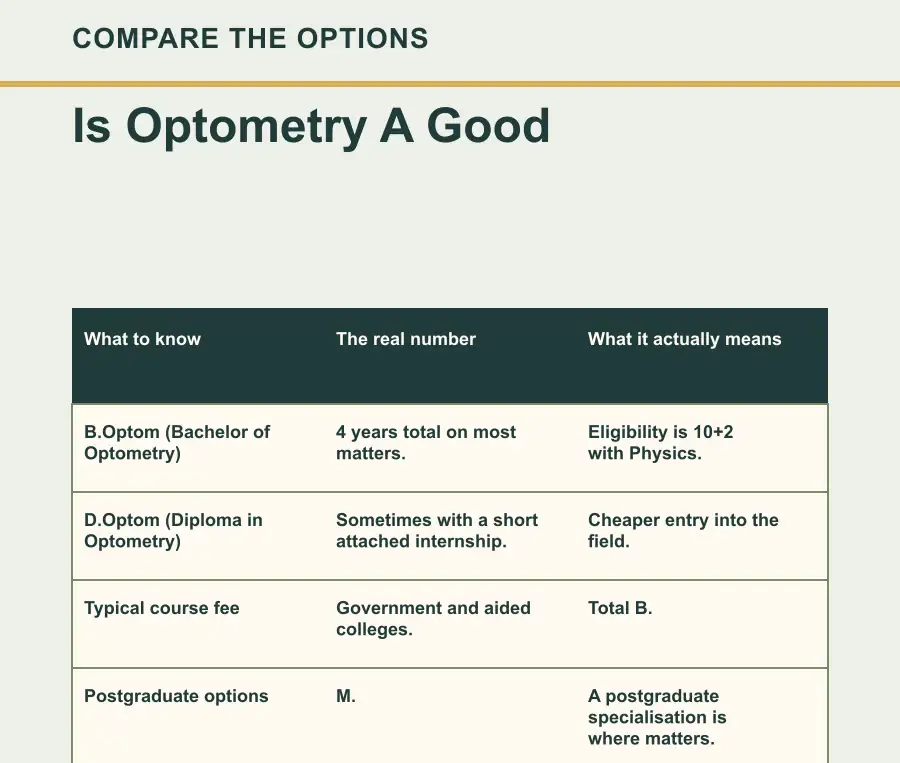 COMPARE THE OPTIONS
Is Optometry A Good
What to know
The real number
What it actually means
B.Optom (Bachelor of
Optometry)
4 years total on most
matters.
Eligibility is 10+2
with Physics.
D.Optom (Diploma in
Optometry)
Sometimes with a short
attached internship.
Cheaper entry into the
field.
Typical course fee
Government and aided
colleges.
Total B.
Postgraduate options
M.
A postgraduate
specialisation is
where matters.